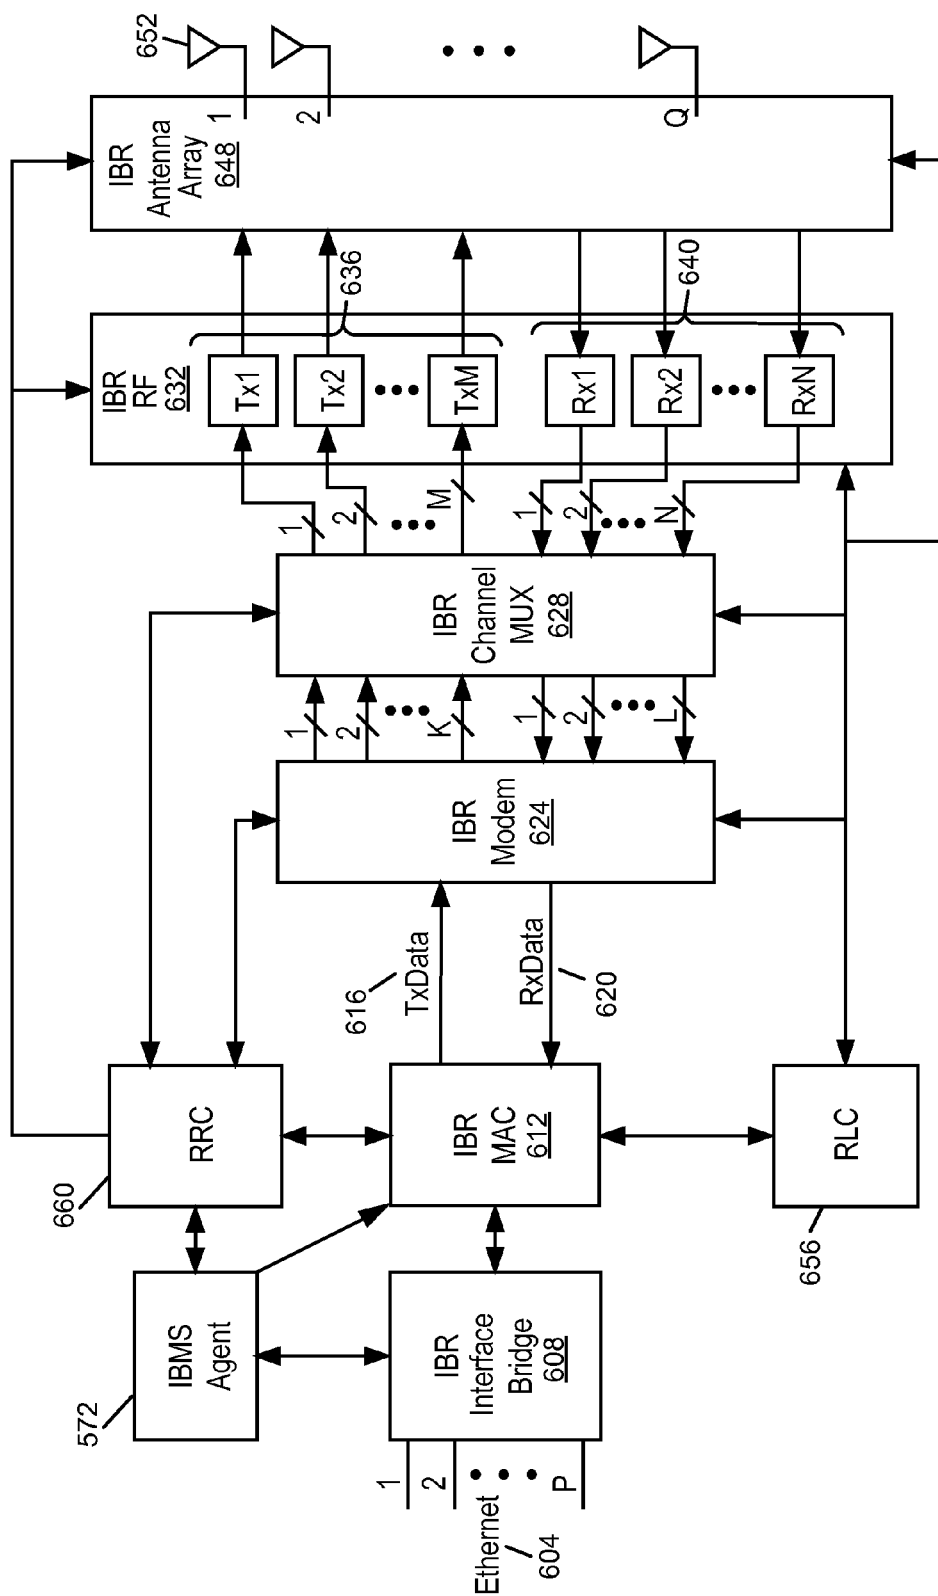 Ethernet
604
1
2
P
572
IBMS
Agent
IBR
Interface
Bridge
608
660
RRC
IBR
MAC
612
656
RLC
616
TxData
RxData
620
IBR
Modem
624
1
2
K
1
2
L
IBR
Channel
MUX
628
1
2
M
1
2
N
IBR
RF
632
Tx1
Tx2
TxM
Rx1
Rx2
RxN
636
640
IBR
Antenna
Array
648
1
2
Q
652